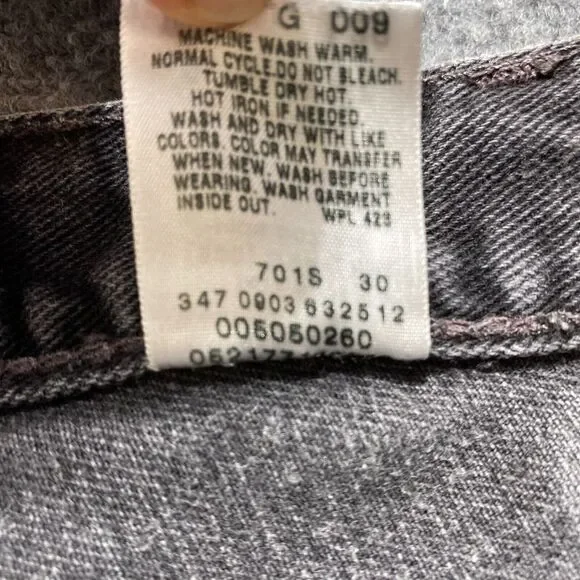 G 009
MACHINE WASH WARM.
NORMAL CYCLE.DO NOT BLEACH.
TUMBLE DRY HOT.
HOT IRON IF NEEDED.
WASH AND DRY WITH LIKE
COLORS. COLOR MAY TRANSFER
WHEN NEW. WASH BEFORE
WEARING. WASH GARMENT
INSIDE OUT. WPL 423
701S 30
347 0903 632512
005050260